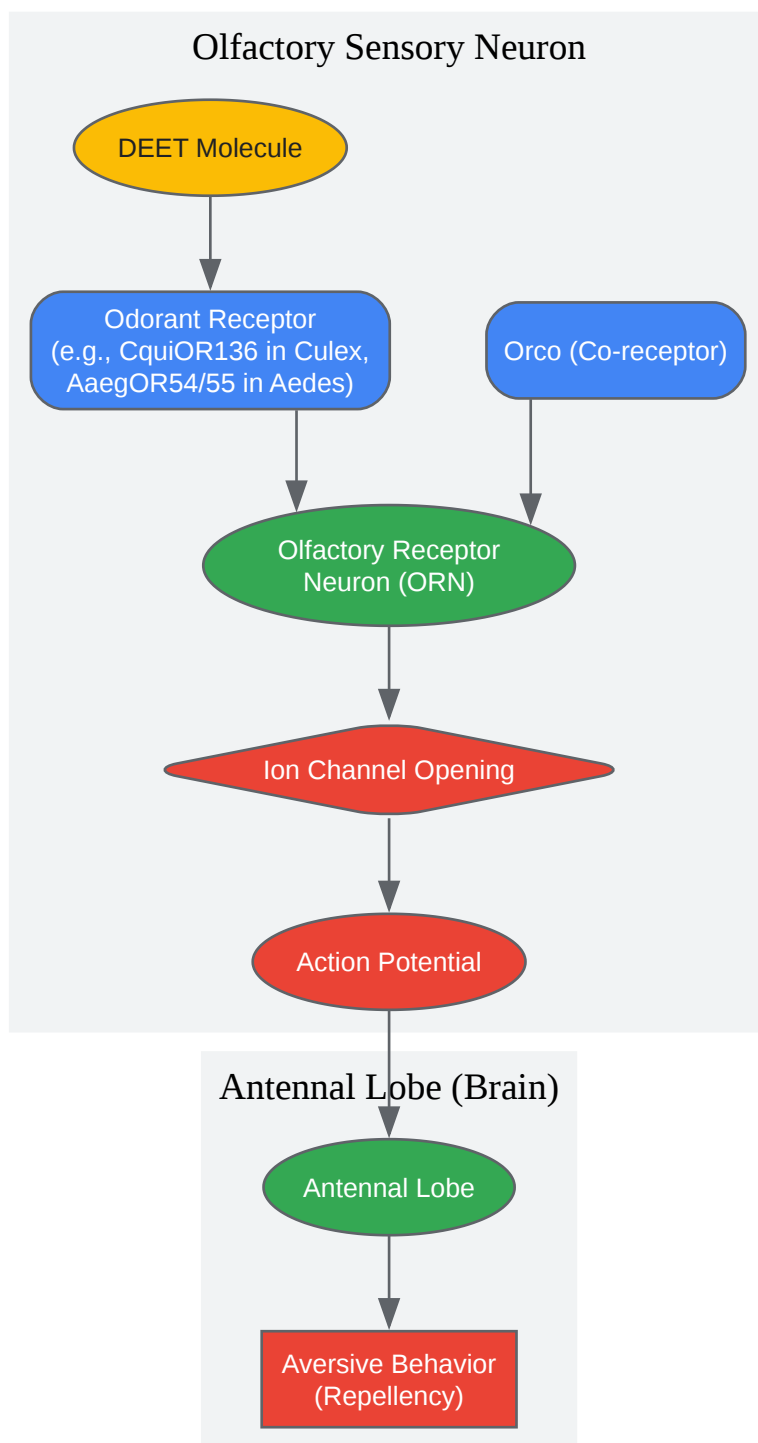 Olfactory Sensory Neuron
DEET Molecule
Odorant Receptor
(e.g., CquiOR136 in Culex,
AaegOR54/55 in Aedes)
Orco (Co-receptor)
Olfactory Receptor
Neuron (ORN)
Ion Channel Opening
Action Potential
Antennal Lobe (Brain)
Antennal Lobe
Aversive Behavior
(Repellency)